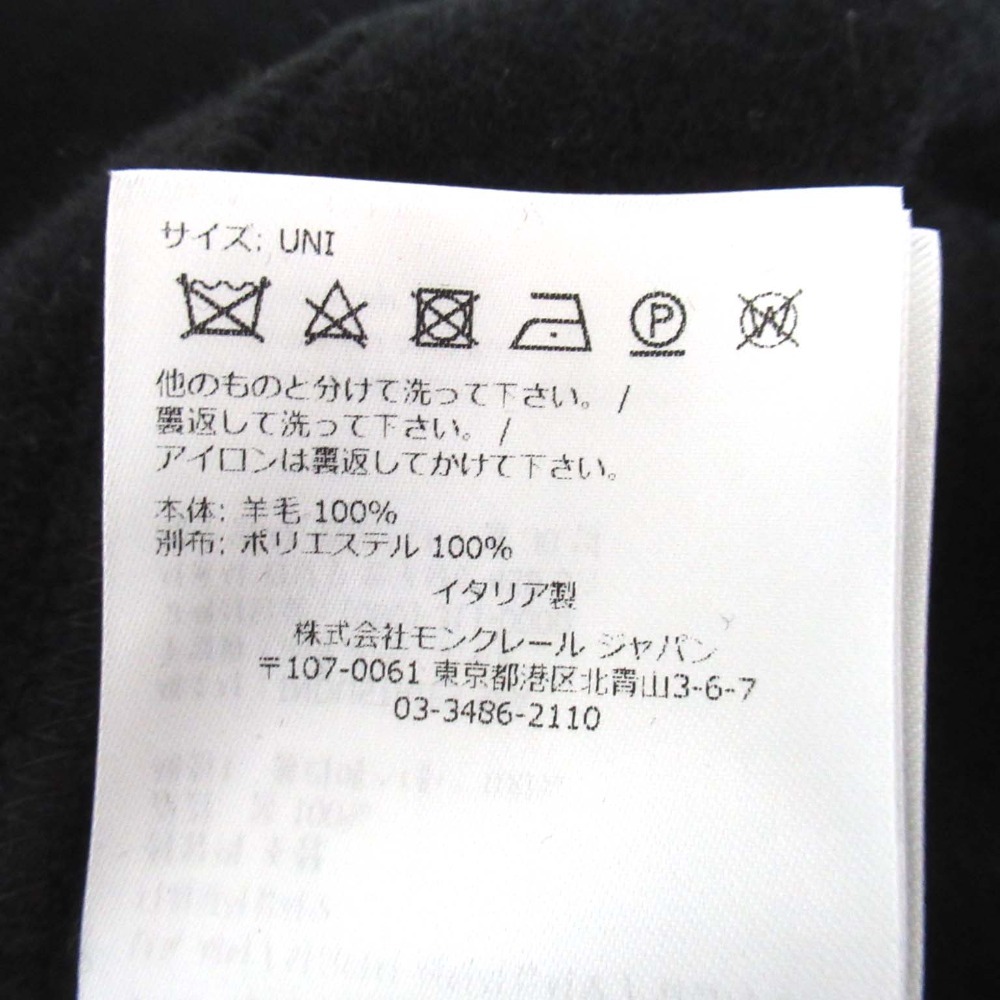 サイズ: UNI
P W
他のものと分けて洗って下さい。/
裏返して洗って下さい。/
アイロンは裏返してかけて下さい。
本体: 羊毛 100%
別布: ポリエステル 100%
イタリア製
株式会社モンクレール ジャパン
〒107-0061 東京都港区北青山3-6-7
03-3486-2110